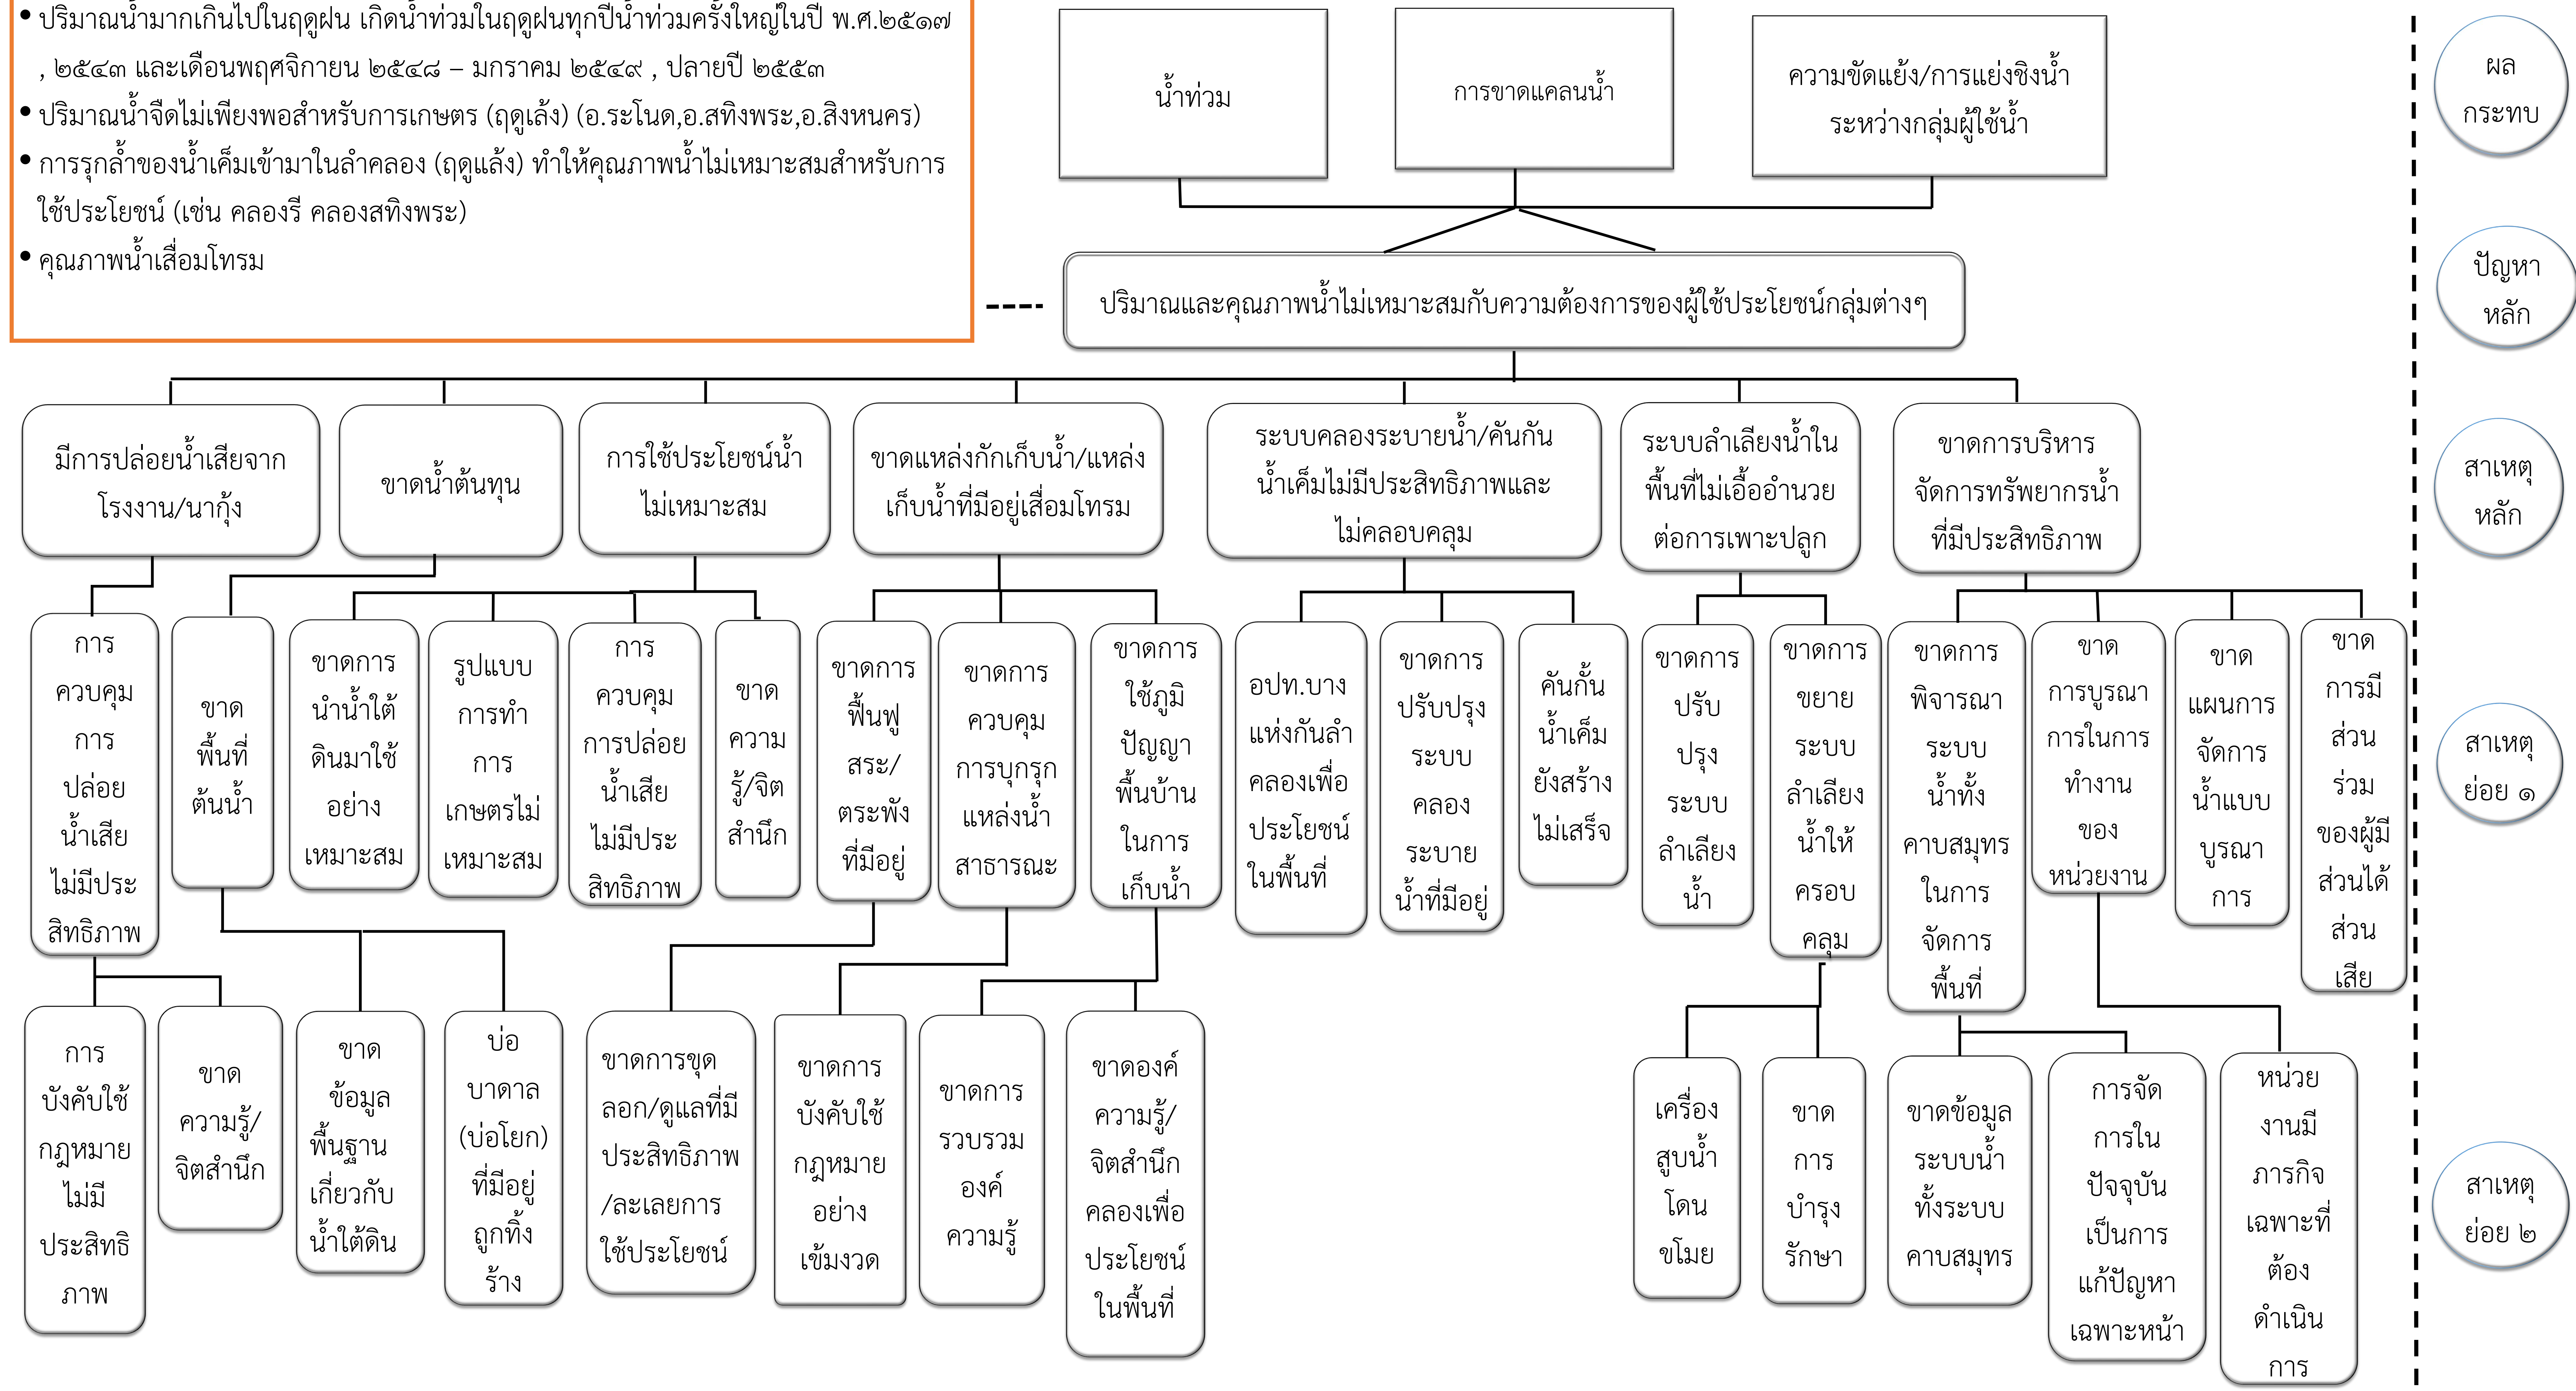 • ปริมาณน้ำมากเกินไปในฤดูฝน เกิดน้ำท่วมในฤดูฝนทุกปีน้ำท่วมครั้งใหญ่ในปี พ.ศ.๒๕๑๗
, ๒๕๔๓ และเดือนพฤศจิกายน ๒๕๔๘ – มกราคม ๒๕๔๙ , ปลายปี ๒๕๕๓
• ปริมาณน้ำจืดไม่เพียงพอสำหรับการเกษตร (ฤดูเล้ง) (อ.ระโนด,อ.สทิงพระ,อ.สิงหนคร)
• การรุกล้ำของน้ำเค็มเข้ามาในลำคลอง (ฤดูแล้ง) ทำให้คุณภาพน้ำไม่เหมาะสมสำหรับการ
ใช้ประโยชน์ (เช่น คลองรี คลองสทิงพระ)
• คุณภาพน้ำเสื่อมโทรม
น้ำท่วม
การขาดแคลนน้ำ
ความขัดแย้ง/การแย่งชิงน้ำ
ระหว่างกลุ่มผู้ใช้น้ำ
ผล
กระทบ
ปริมาณและคุณภาพน้ำไม่เหมาะสมกับความต้องการของผู้ใช้ประโยชน์กลุ่มต่างๆ
ปัญหา
หลัก
มีการปล่อยน้ำเสียจาก
โรงงาน/นากุ้ง
ขาดน้ำต้นทุน
การใช้ประโยชน์น้ำ
ไม่เหมาะสม
ขาดแหล่งกักเก็บน้ำ/แหล่ง
เก็บน้ำที่มีอยู่เสื่อมโทรม
ระบบคลองระบายน้ำ/คันกัน
น้ำเค็มไม่มีประสิทธิภาพและ
ไม่คลอบคลุม
ระบบลำเลียงน้ำใน
พื้นที่ไม่เอื้ออำนวย
ต่อการเพาะปลูก
ขาดการบริหาร
จัดการทรัพยากรน้ำ
ที่มีประสิทธิภาพ
สาเหตุ
หลัก
การ
ควบคุม
การ
ปล่อย
น้ำเสีย
ไม่มีประ
สิทธิภาพ
ขาด
พื้นที่
ต้นน้ำ
ขาดการ
นำน้ำใต้
ดินมาใช้
อย่าง
เหมาะสม
รูปแบบ
การทำ
การ
เกษตรไม่
เหมาะสม
การ
ควบคุม
การปล่อย
น้ำเสีย
ไม่มีประ
สิทธิภาพ
ขาด
ความ
รู้/จิต
สำนึก
ขาดการ
ฟื้นฟู
สระ/
ตระพัง
ที่มีอยู่
ขาดการ
ควบคุม
การบุกรุก
แหล่งน้ำ
สาธารณะ
ขาดการ
ใช้ภูมิ
ปัญญา
พื้นบ้าน
ในการ
เก็บน้ำ
อปท.บาง
แห่งกันลำ
คลองเพื่อ
ประโยชน์
ในพื้นที่
ขาดการ
ปรับปรุง
ระบบ
คลอง
ระบาย
น้ำที่มีอยู่
คันกั้น
น้ำเค็ม
ยังสร้าง
ไม่เสร็จ
ขาดการ
ปรับ
ปรุง
ระบบ
ลำเลียง
น้ำ
ขาดการ
ขยาย
ระบบ
ลำเลียง
น้ำให้
ครอบ
คลุม
ขาดการ
พิจารณา
ระบบ
น้ำทั้ง
คาบสมุทร
ในการ
จัดการ
พื้นที่
ขาด
การบูรณา
การในการ
ทำงาน
ของ
หน่วยงาน
ขาด
แผนการ
จัดการ
น้ำแบบ
บูรณา
การ
ขาด
การมี
ส่วน
ร่วม
ของผู้มี
ส่วนได้
ส่วน
เสีย
สาเหตุ
ย่อย ๑
การ
บังคับใช้
กฎหมาย
ไม่มี
ประสิทธิ
ภาพ
ขาด
ความรู้/
จิตสำนึก
ขาด
ข้อมูล
พื้นฐาน
เกี่ยวกับ
น้ำใต้ดิน
บ่อ
บาดาล
(บ่อโยก)
ที่มีอยู่
ถูกทิ้ง
ร้าง
ขาดการขุด
ลอก/ดูแลที่มี
ประสิทธิภาพ
/ละเลยการ
ใช้ประโยชน์
ขาดการ
บังคับใช้
กฎหมาย
อย่าง
เข้มงวด
ขาดการ
รวบรวม
องค์
ความรู้
ขาดองค์
ความรู้/
จิตสำนึก
คลองเพื่อ
ประโยชน์
ในพื้นที่
เครื่อง
สูบน้ำ
โดน
ขโมย
ขาด
การ
บำรุง
รักษา
ขาดข้อมูล
ระบบน้ำ
ทั้งระบบ
คาบสมุทร
การจัด
การใน
ปัจจุบัน
เป็นการ
แก้ปัญหา
เฉพาะหน้า
หน่วย
งานมี
ภารกิจ
เฉพาะที่
ต้อง
ดำเนิน
การ
สาเหตุ
ย่อย ๒